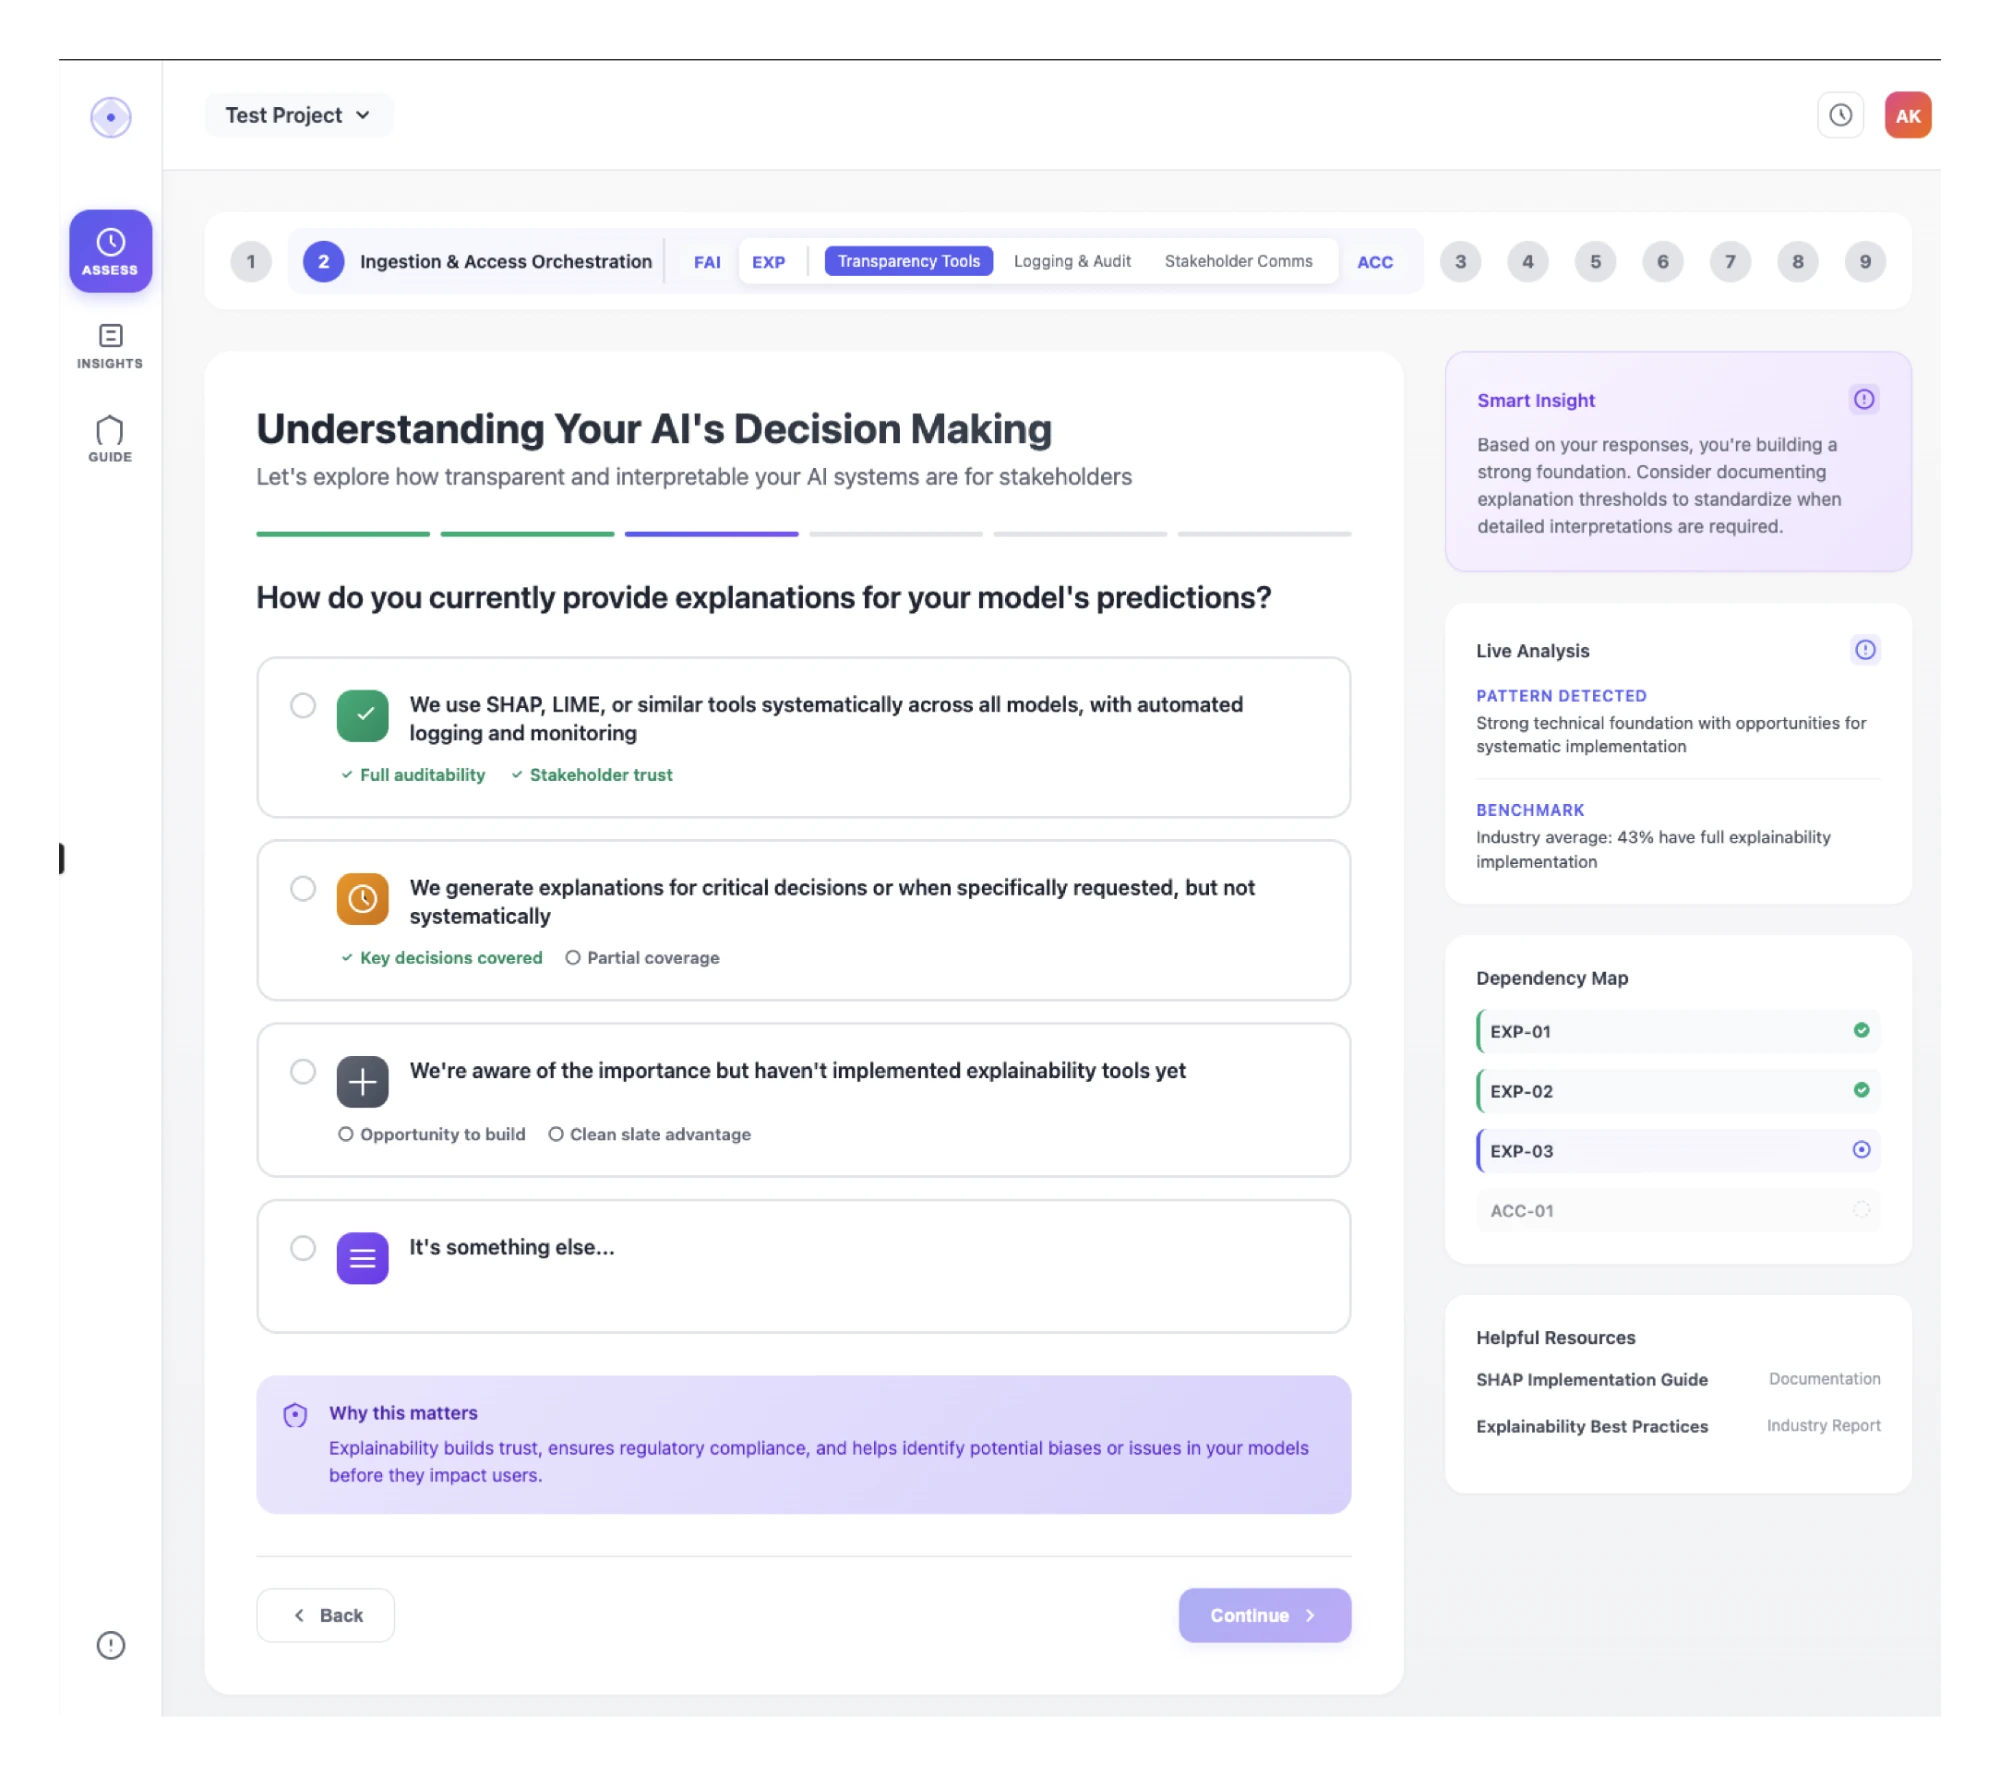 Test Project
AK
ASSESS
INSIGHTS
GUIDE
1
2 Ingestion & Access Orchestration FAI EXP Transparency Tools Logging & Audit Stakeholder Comms ACC
3 4 5 6 7 8 9
Understanding Your AI's Decision Making
Let's explore how transparent and interpretable your AI systems are for stakeholders
How do you currently provide explanations for your model's predictions?
We use SHAP, LIME, or similar tools systematically across all models, with automated
logging and monitoring
Full auditability Stakeholder trust
We generate explanations for critical decisions or when specifically requested, but not
systematically
Key decisions covered Partial coverage
We're aware of the importance but haven't implemented explainability tools yet
Opportunity to build Clean slate advantage
It's something else...
Why this matters
Explainability builds trust, ensures regulatory compliance, and helps identify potential biases or issues in your models
before they impact users.
Back
Continue
Smart Insight
Based on your responses, you're building a
strong foundation. Consider documenting
explanation thresholds to standardize when
detailed interpretations are required.
Live Analysis
PATTERN DETECTED
Strong technical foundation with opportunities for
systematic implementation
BENCHMARK
Industry average: 43% have full explainability
implementation
Dependency Map
EXP-01
EXP-02
EXP-03
ACC-01
Helpful Resources
SHAP Implementation Guide Documentation
Explainability Best Practices Industry Report